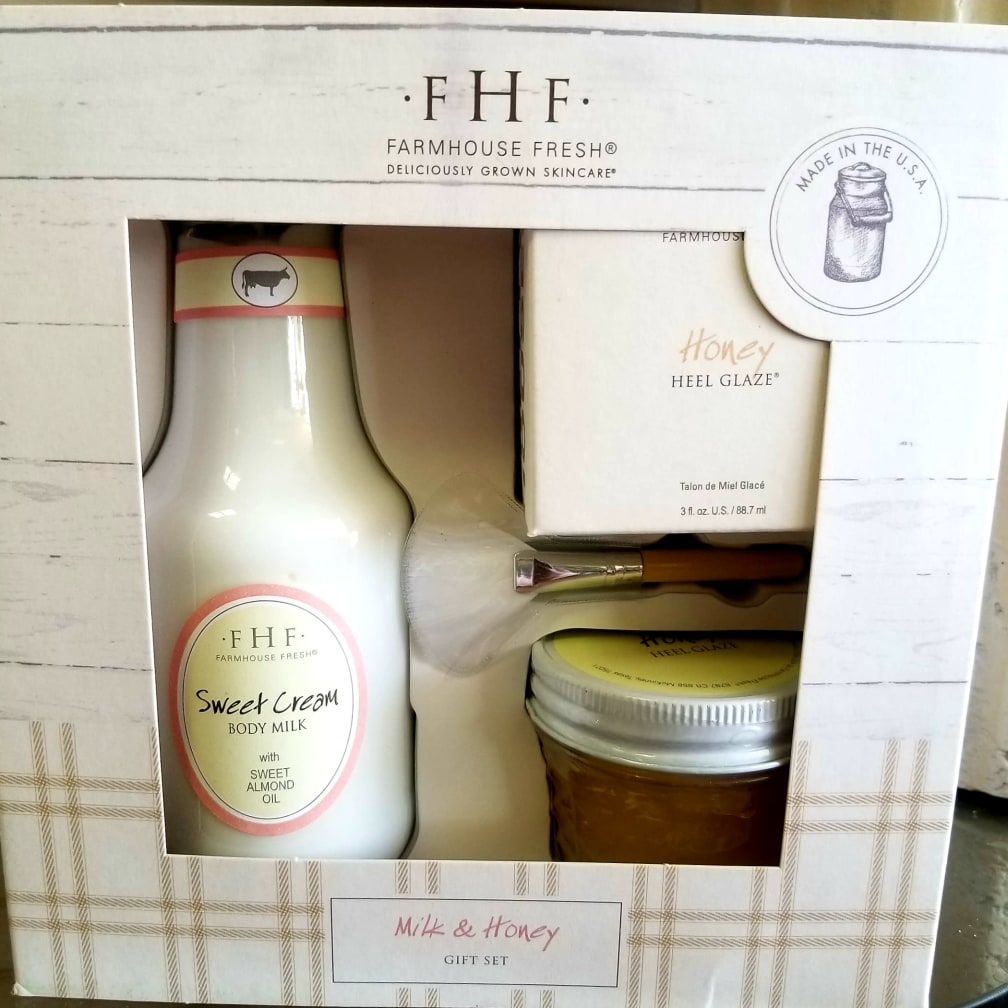 ·FHF·
FARMHOUSE FRESH®
DELICIOUSLY GROWN SKINCARE®
MADE IN THE U.S.A.
FARMHOUS
Honey
HEEL GLAZE®
Talon de Miel Glacé
3 fl. oz. U.S. / 88.7 ml
HEEL GLAZE
·FHF·
FARMHOUSE FRESH®
Sweet Cream
BODY MILK
with
SWEET
ALMOND
OIL
Milk & Honey
GIFT SET